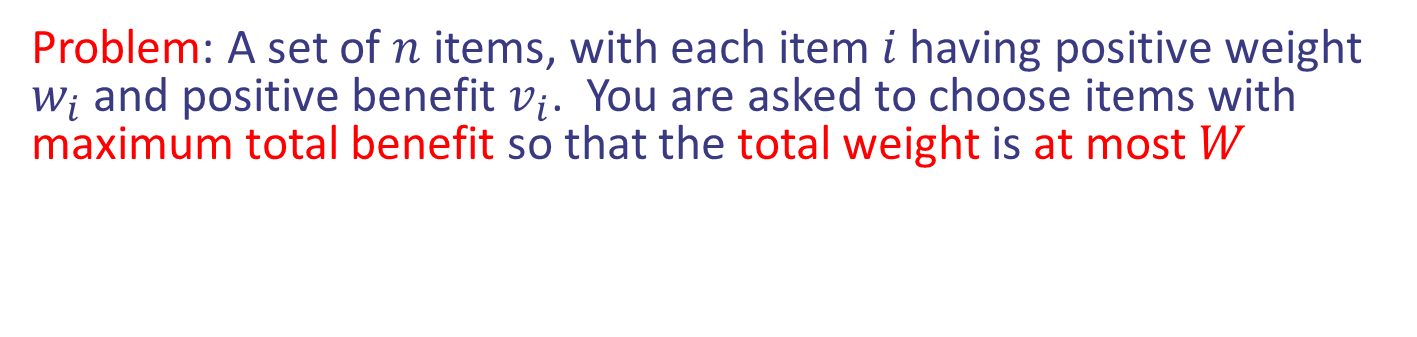 Problem: A set of n items, with each item i having positive weight
wᵢ and positive benefit vᵢ. You are asked to choose items with
maximum total benefit so that the total weight is at most W